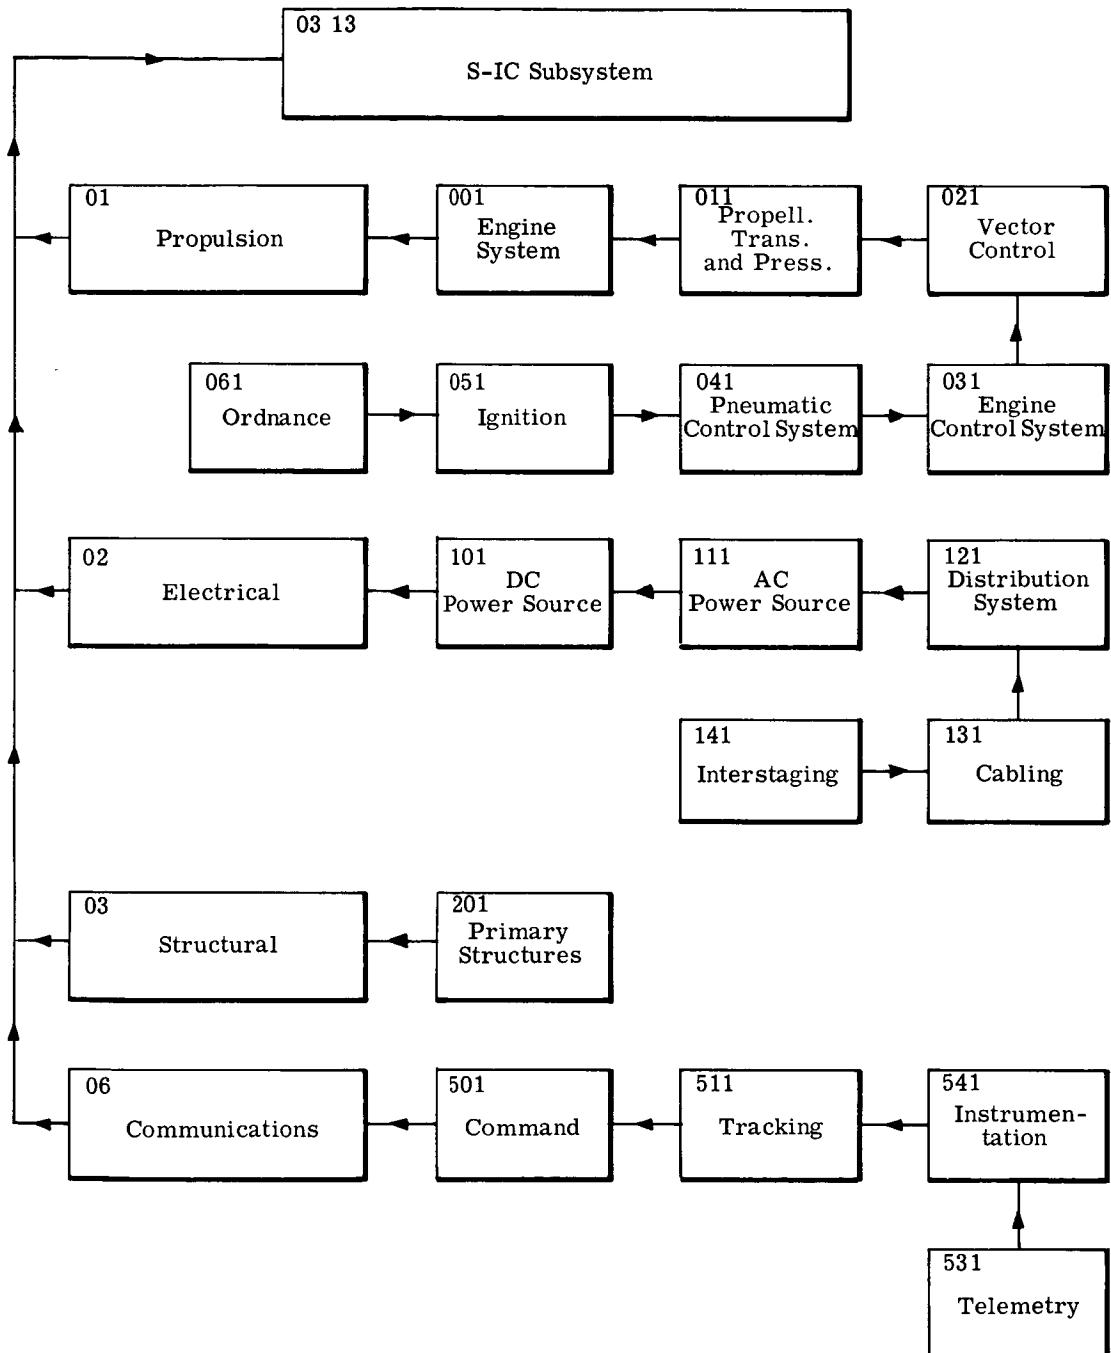 03 13
S-IC Subsystem
01
Propulsion
001
Engine
System
011
Propell.
Trans.
and Press.
021
Vector
Control
061
Ordnance
051
Ignition
041
Pneumatic
Control System
031
Engine
Control System
02
Electrical
101
DC
Power Source
111
AC
Power Source
121
Distribution
System
141
Interstaging
131
Cabling
03
Structural
201
Primary
Structures
06
Communications
501
Command
511
Tracking
541
Instrumen-
tation
531
Telemetry